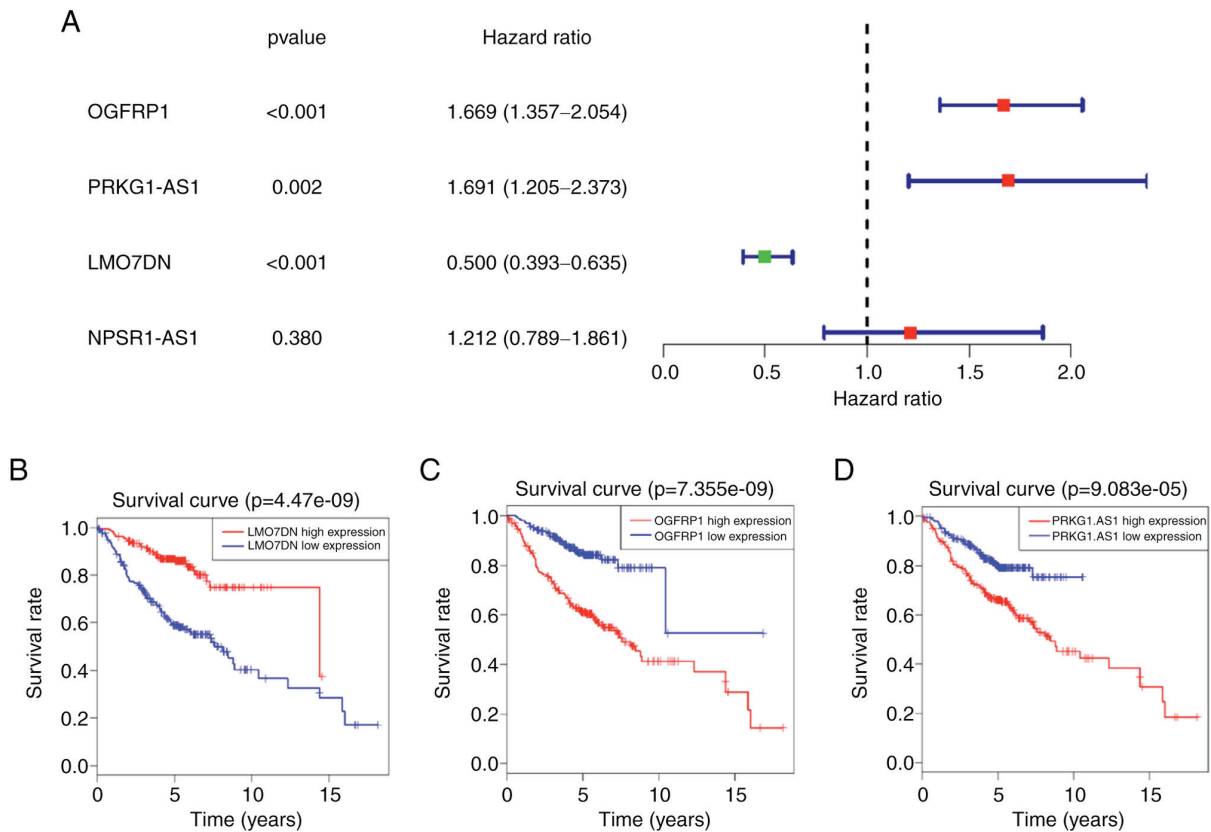 A
pvalue Hazard ratio
OGFRP1 <0.001 1.669 (1.357–2.054)
PRKG1-AS1 0.002 1.691 (1.205–2.373)
LMO7DN <0.001 0.500 (0.393–0.635)
NPSR1-AS1 0.380 1.212 (0.789–1.861)
0.0 0.5 1.0 1.5 2.0
Hazard ratio
B
Survival curve (p=4.47e-09)
LMO7DN high expression
LMO7DN low expression
Survival rate
1.0
0.8
0.6
0.4
0.2
0.0
0 5 10 15
Time (years)
C
Survival curve (p=7.355e-09)
OGFRP1 high expression
OGFRP1 low expression
Survival rate
1.0
0.8
0.6
0.4
0.2
0.0
0 5 10 15
Time (years)
D
Survival curve (p=9.083e-05)
PRKG1.AS1 high expression
PRKG1.AS1 low expression
Survival rate
1.0
0.8
0.6
0.4
0.2
0.0
0 5 10 15
Time (years)